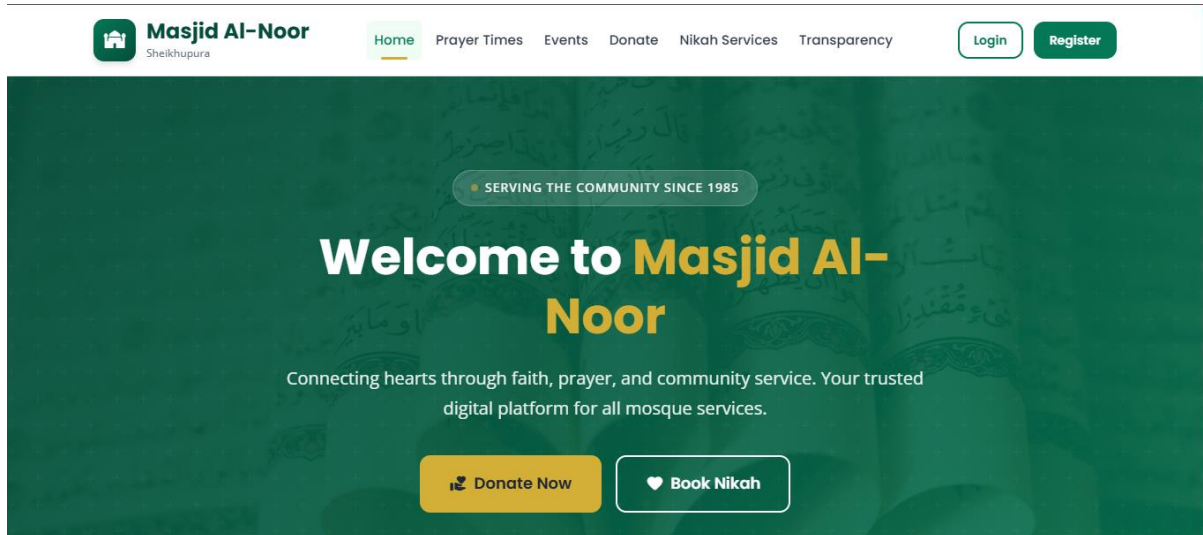 Masjid Al-Noor
Sheikhupura
Home Prayer Times Events Donate Nikah Services Transparency
Login Register
SERVING THE COMMUNITY SINCE 1985
Welcome to Masjid Al-
Noor
Connecting hearts through faith, prayer, and community service. Your trusted
digital platform for all mosque services.
Donate Now Book Nikah